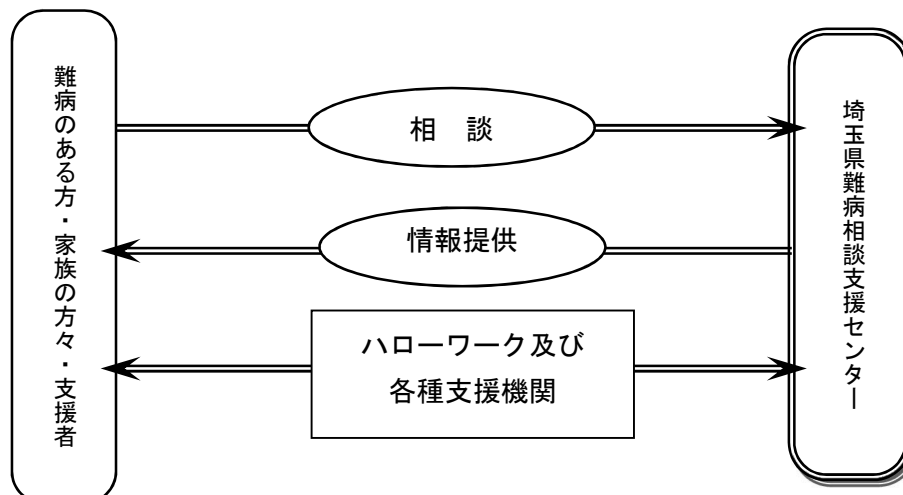 難病のある方・家族の方々・支援者
相　談
情報提供
ハローワーク及び
各種支援機関
埼玉県難病相談支援センター